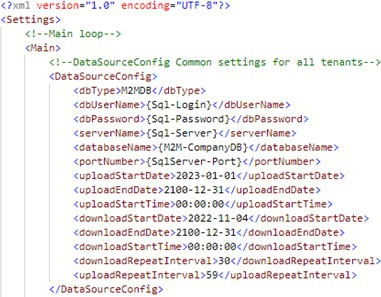 <?xml version="1.0" encoding="UTF-8"?>
<Settings>
<!--Main loop-->
<Main>
<!--DataSourceConfig Common settings for all tenants-->
<DataSourceConfig>
<dbType>M2MDB</dbType>
<dbUserName>{Sql-Login}</dbUserName>
<dbPassword>{Sql-Password}</dbPassword>
<serverName>{Sql-Server}</serverName>
<databaseName>{M2M-CompanyDB}</databaseName>
<portNumber>{SqlServer-Port}</portNumber>
<uploadStartDate>2023-01-01</uploadStartDate>
<uploadEndDate>2100-12-31</uploadEndDate>
<uploadStartTime>00:00:00</uploadStartTime>
<downloadStartDate>2022-11-04</downloadStartDate>
<downloadEndDate>2100-12-31</downloadEndDate>
<downloadStartTime>00:00:00</downloadStartTime>
<downloadRepeatInterval>30</downloadRepeatInterval>
<uploadRepeatInterval>59</uploadRepeatInterval>
</DataSourceConfig>